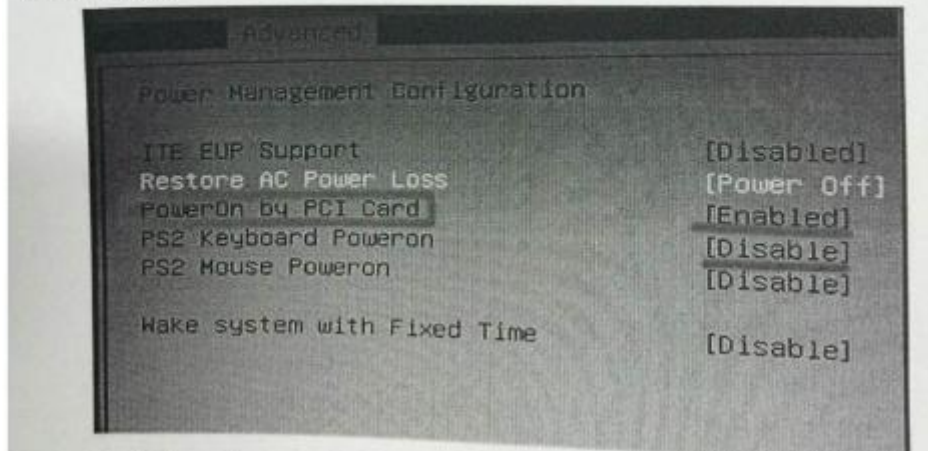 Advanced
Power Management Configuration
ITE EUP Support [Disabled]
Restore AC Power Loss [Power Off]
PowerOn by PCI Card [Enabled]
PS2 Keyboard Poweron [Disable]
PS2 Mouse Poweron [Disable]
Wake system with Fixed Time [Disable]